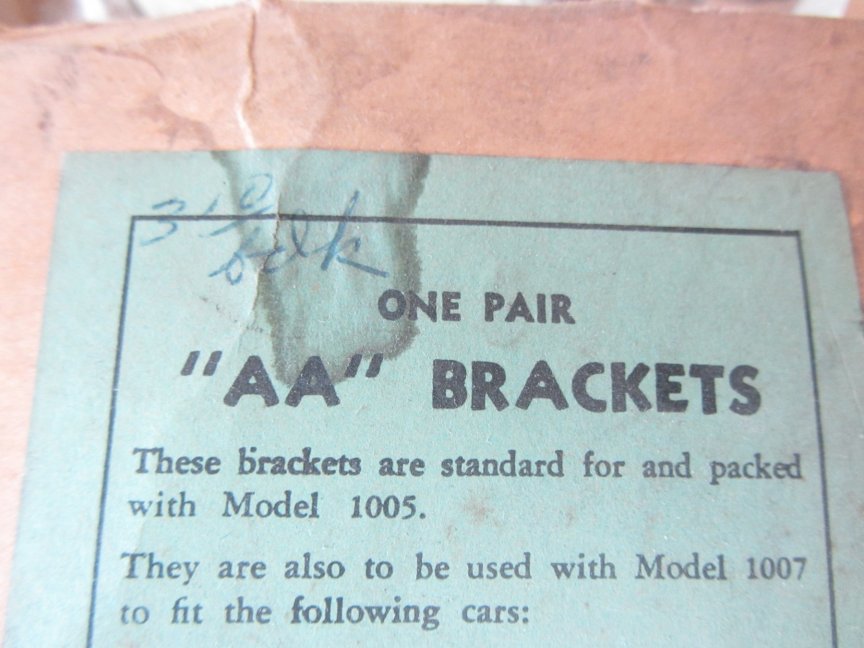 ONE PAIR
"AA" BRACKETS
These brackets are standard for and packed
with Model 1005.
They are also to be used with Model 1007
to fit the following cars: